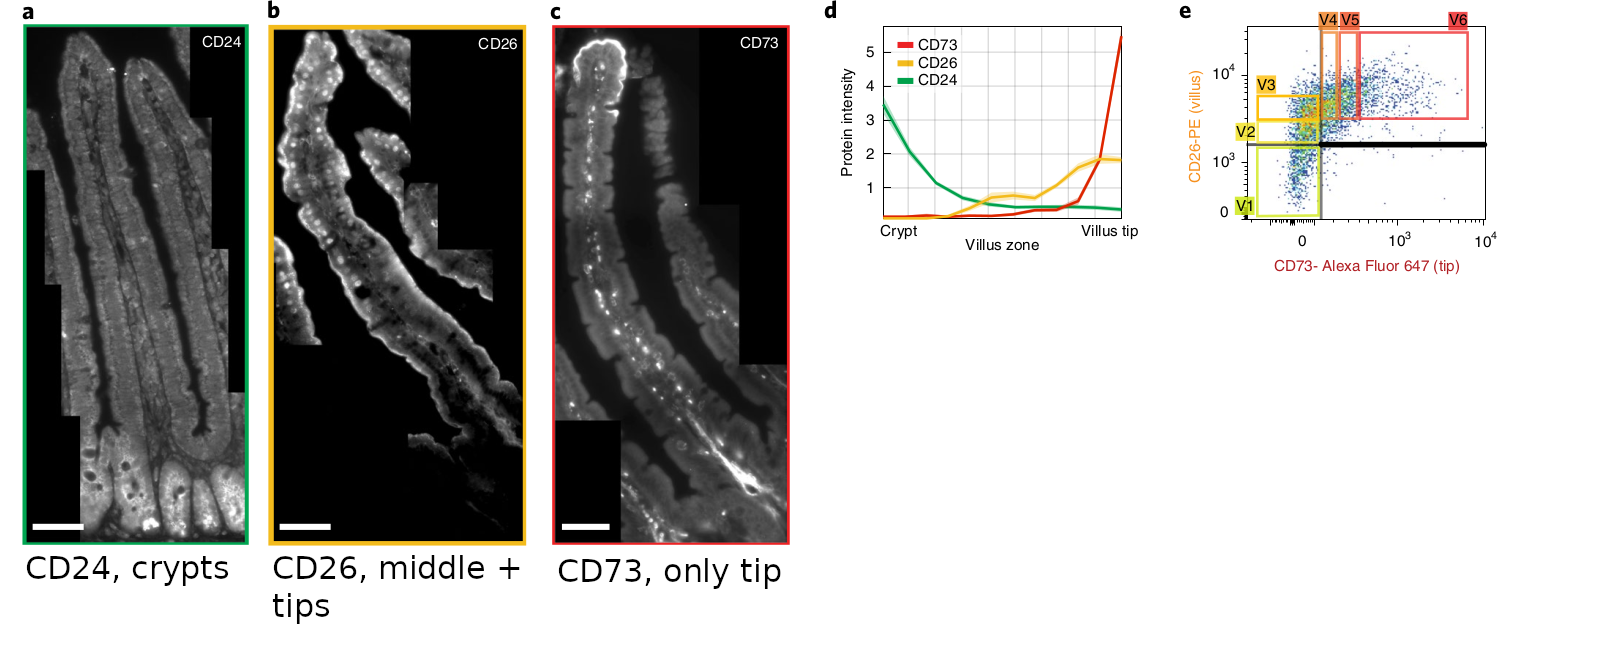 a
CD24
CD24, crypts
b
CD26
CD26, middle +
tips
c
CD73
CD73, only tip
d
Protein intensity
5
4
3
2
1
CD73
CD26
CD24
Crypt
Villus zone
Villus tip
e
V4 V5 V6
V3
V2
V1
CD26-PE (villus)
10⁴
10³
0
0 10³ 10⁴
CD73- Alexa Fluor 647 (tip)